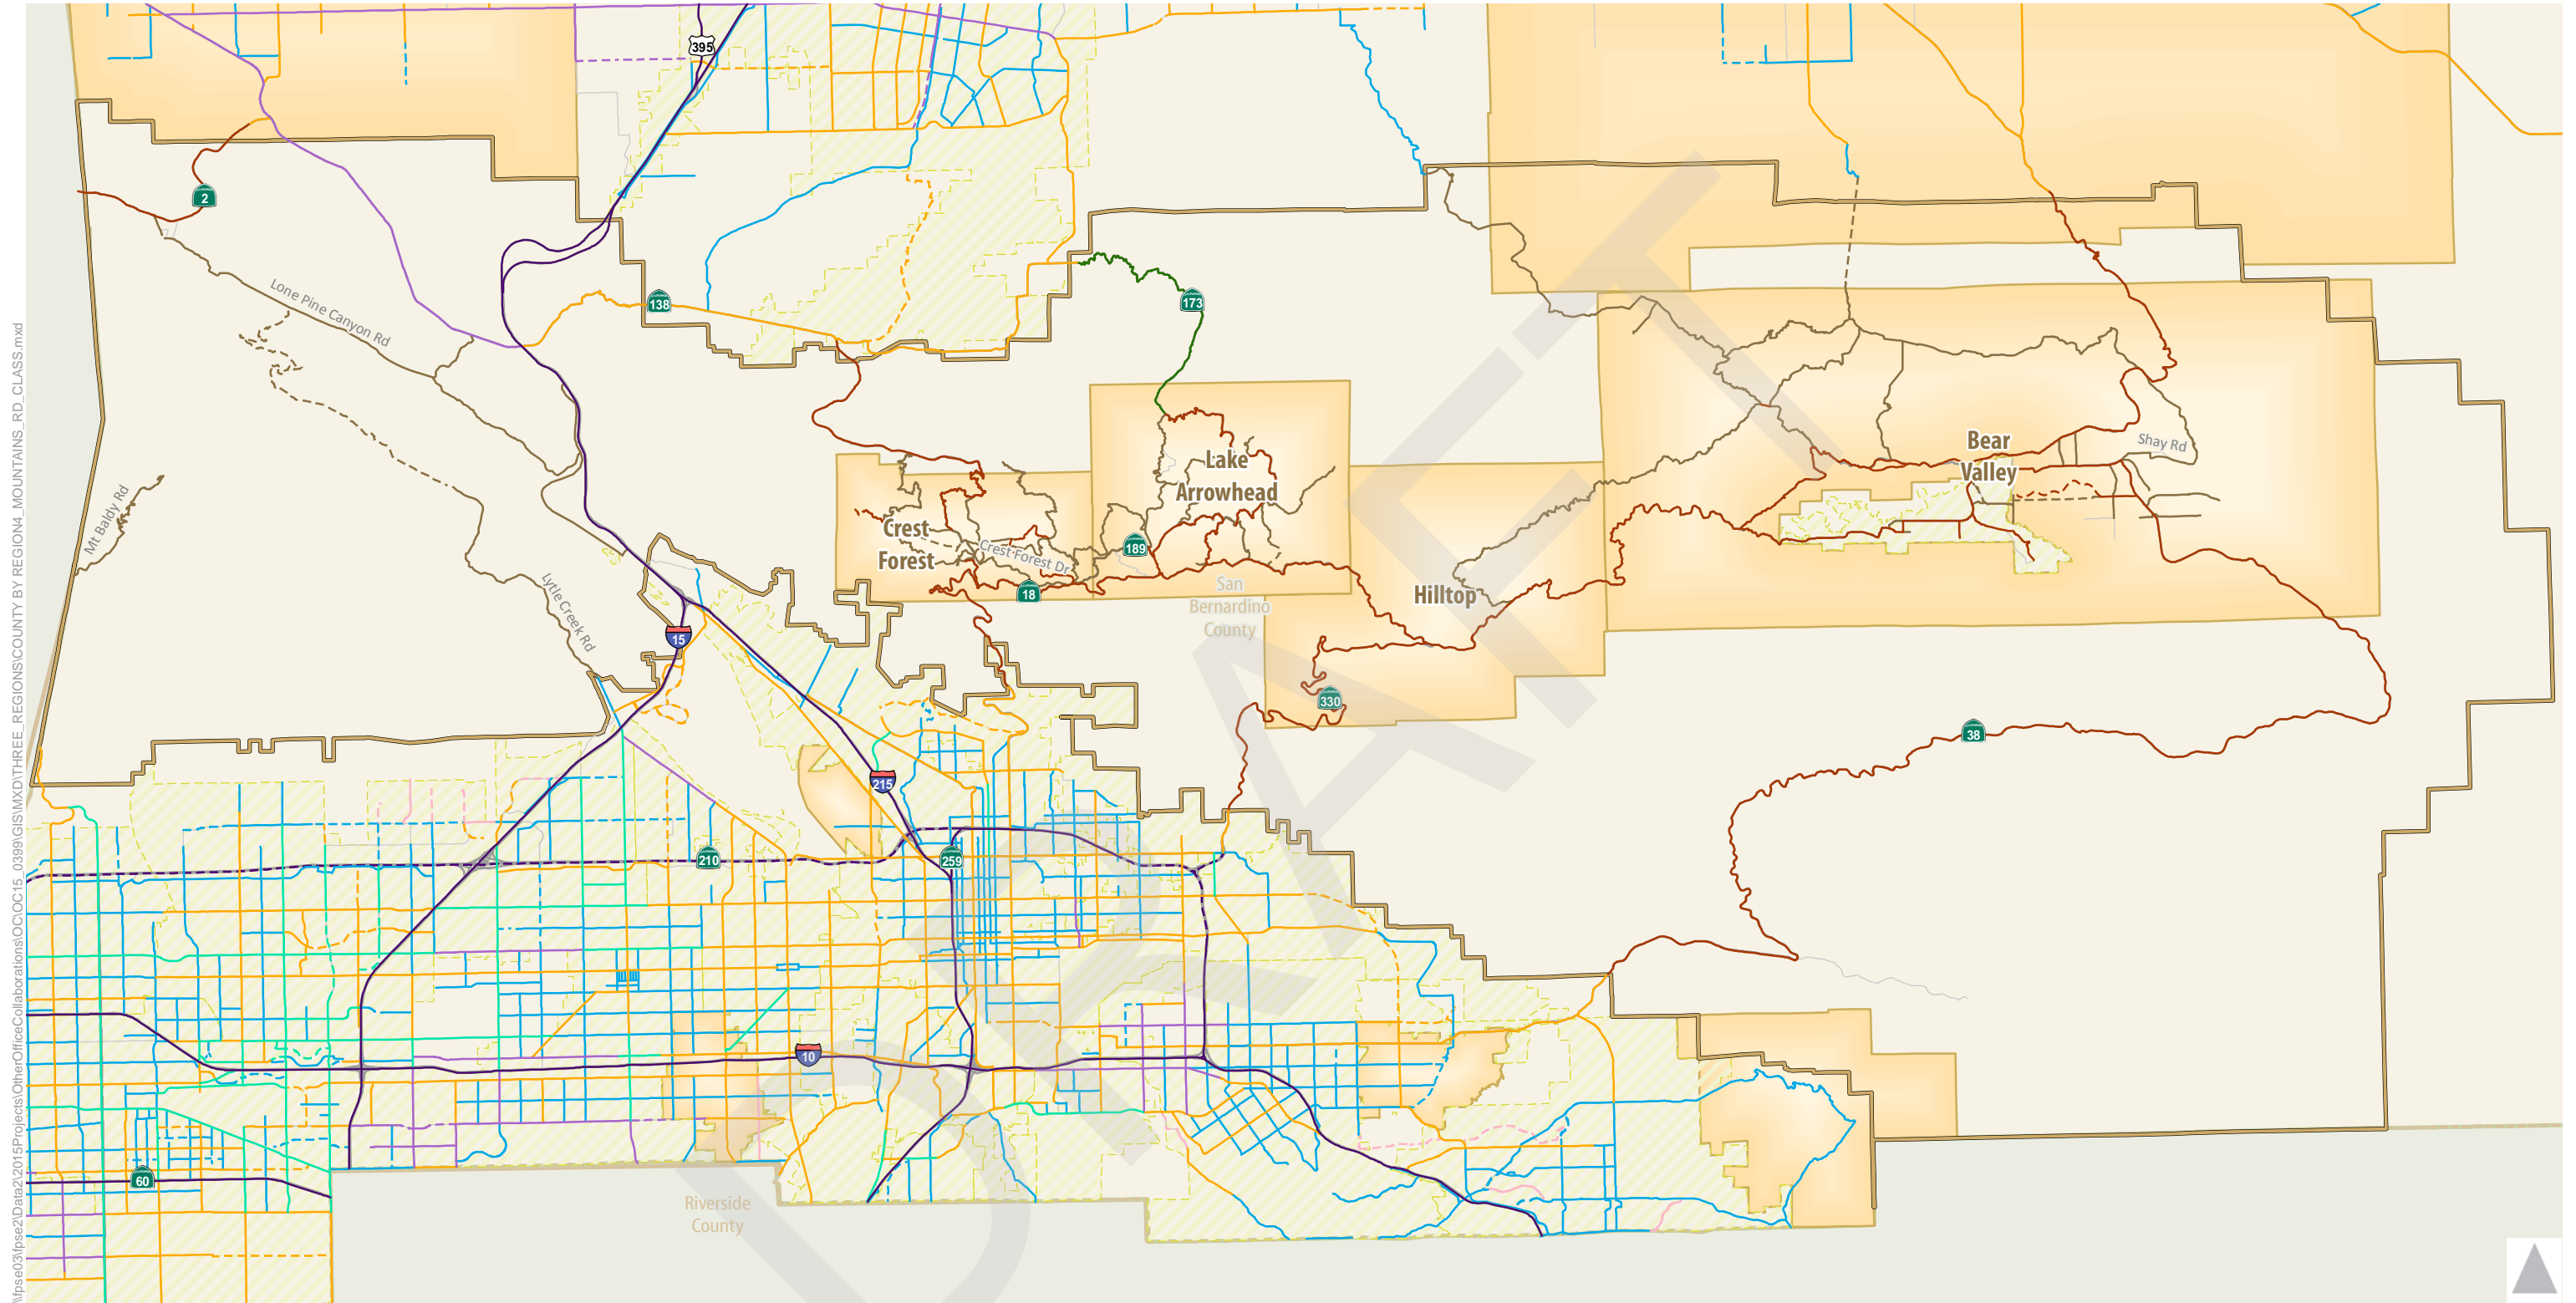 395
2
138
173
Lone Pine Canyon Rd
Bear
Valley
Shay Rd
Lake
Arrowhead
Mt Baldy Rd
Crest
Forest
Crest Forest Dr
189
18
San
Bernardino
County
Hilltop
Lytle Creek Rd
15
330
38
215
210
259
10
60
Riverside
County
DRAFT
\\fpse03\fpse2\Data2\2015Projects\OtherOfficeCollaborations\OC\OC15_0399\GIS\MXD\THREE_REGIONS\COUNTY BY REGION4_MOUNTAINS_RD_CLASS.mxd